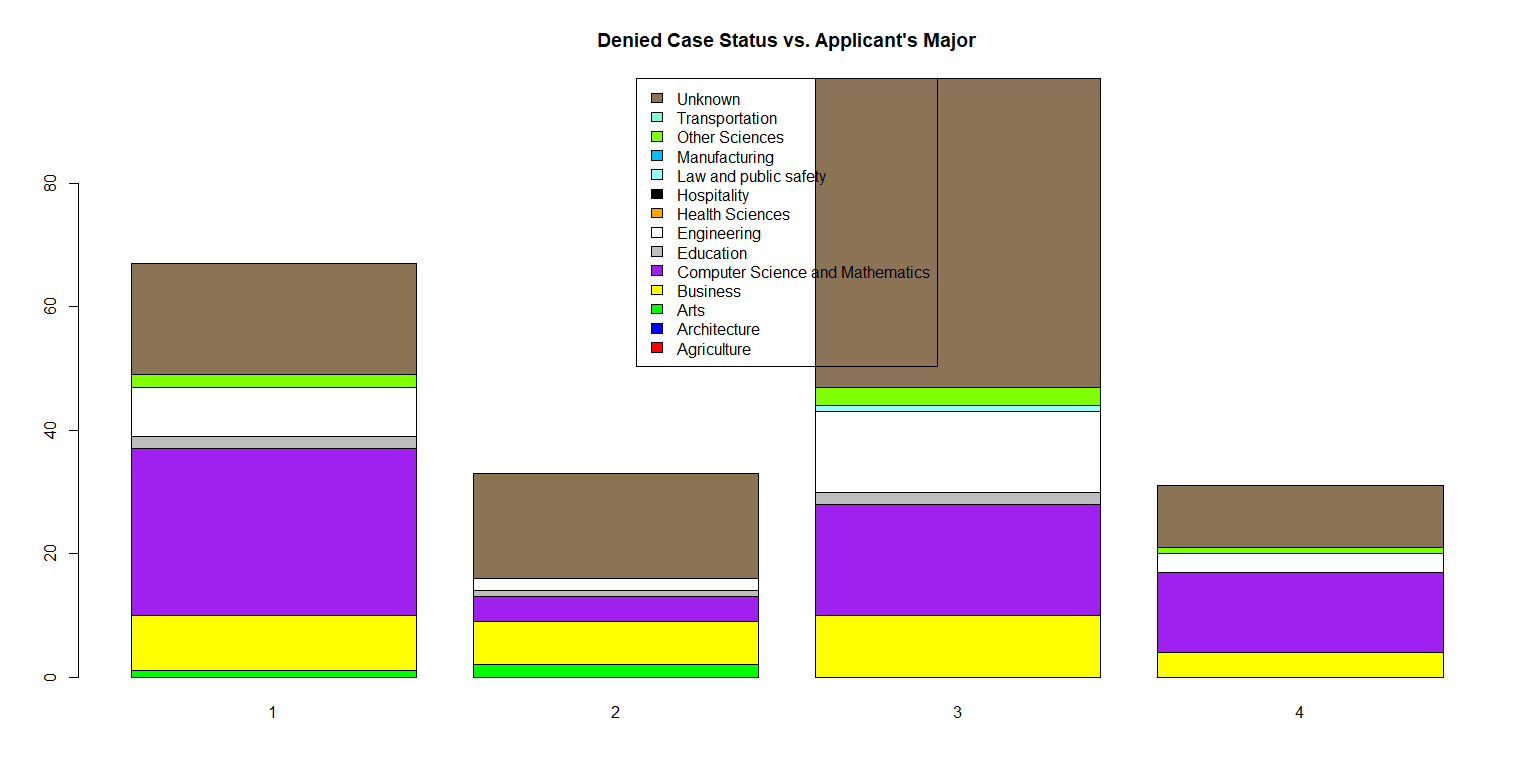 Denied Case Status vs. Applicant's Major
Unknown
Transportation
Other Sciences
Manufacturing
Law and public safety
Hospitality
Health Sciences
Engineering
Education
Computer Science and Mathematics
Business
Arts
Architecture
Agriculture
80
60
40
20
0
1 2 3 4